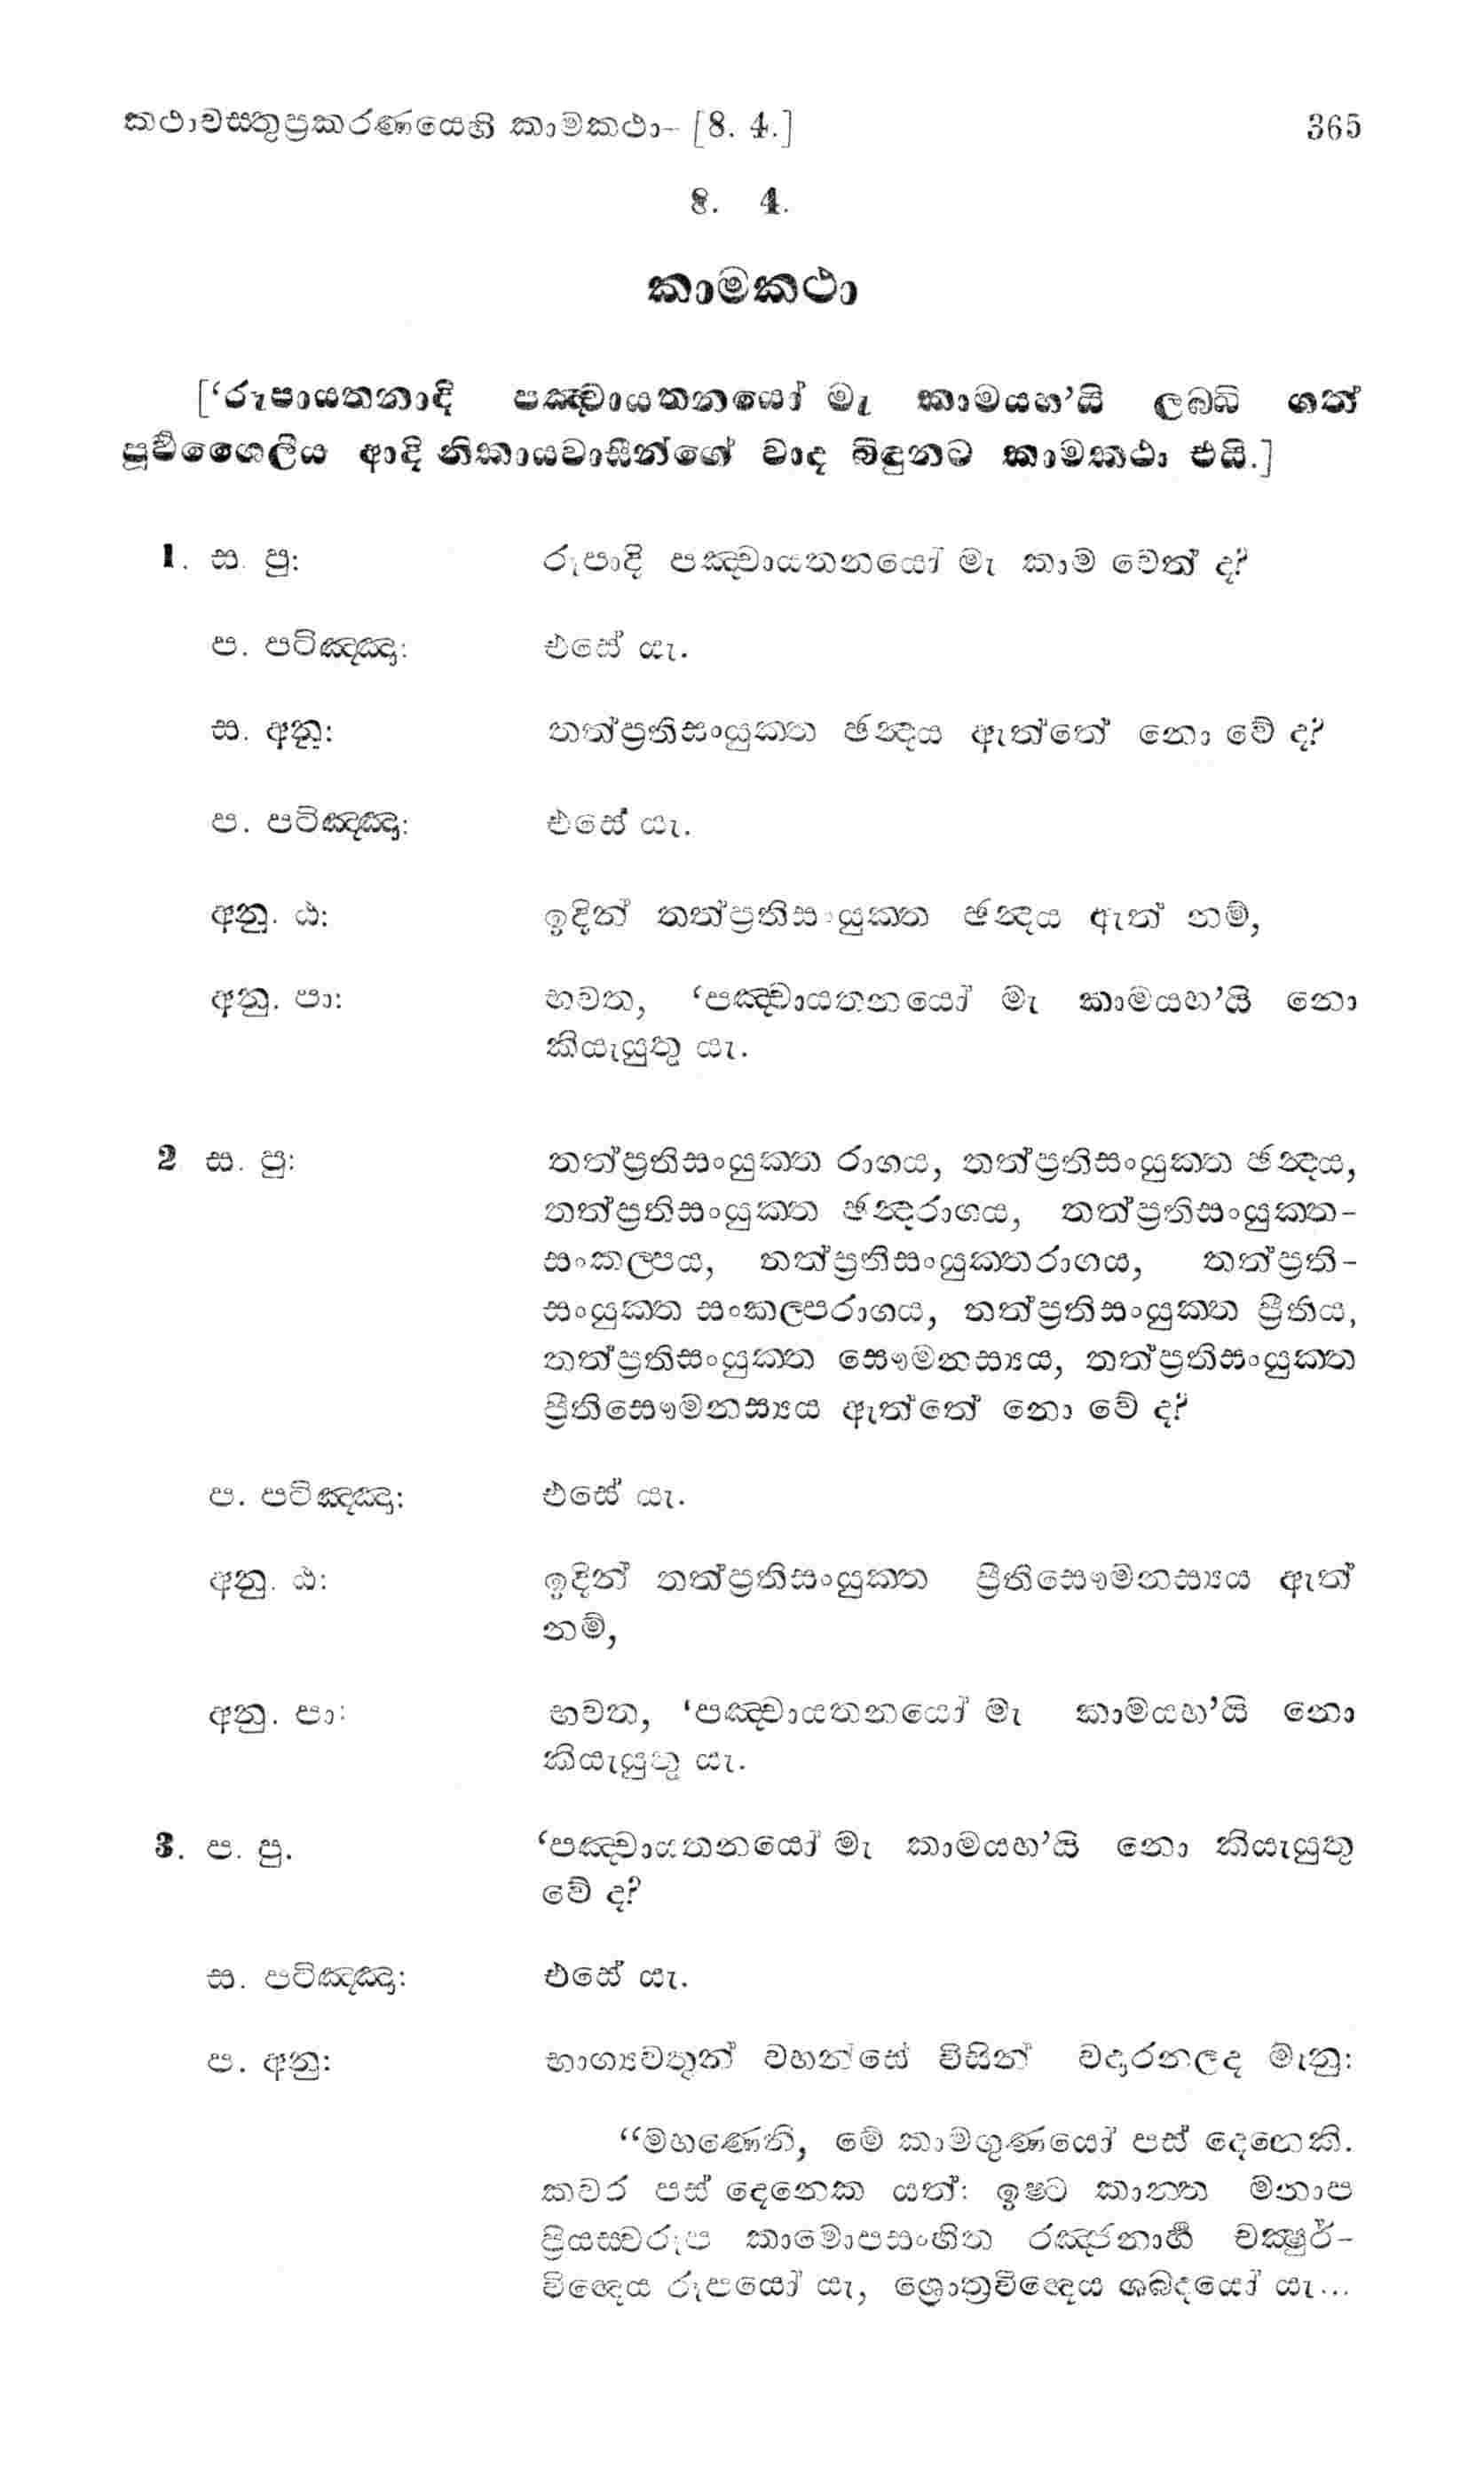 කථාවස්තුප්‍රකරණයෙහි කාමකථා- [8. 4.] 365
8. 4.
කාමකථා
[‘රූපායතනාදි පඤ්චායතනයෝ මැ කාමයහ’යි ලබ්බි ගත්
පූර්වශෛලීය ආදි නිකායවාසීන්ගේ වාද බිඳුනට කාමකථා එයි.]
1. ස. පු: රූපාදි පඤ්චායතනයෝ මැ කාම වෙත් ද?
ප. පටිඤ්ඤා: එසේ යැ.
ස. අනු: තත්ප්‍රතිසංයුක්ත ඡන්‍දය ඇත්තේ නො වේ ද?
ප. පටිඤ්ඤා: එසේ යැ.
අනු. ඨ: ඉදින් තත්ප්‍රතිසංයුක්ත ඡන්‍දය ඇත් නම්,
අනු. පා: භවත, ‘පඤ්චායතනයෝ මැ කාමයහ’යි නො
කියැයුතු යැ.
2 ස. පු: තත්ප්‍රතිසංයුක්ත රාගය, තත්ප්‍රතිසංයුක්ත ඡන්‍දය,
තත්ප්‍රතිසංයුක්ත ඡන්‍දරාගය, තත්ප්‍රතිසංයුක්ත-
සංකල්පය, තත්ප්‍රතිසංයුක්තරාගය, තත්ප්‍රති-
සංයුක්ත සංකල්පරාගය, තත්ප්‍රතිසංයුක්ත ප්‍රීතිය,
තත්ප්‍රතිසංයුක්ත සෞමනස්‍යය, තත්ප්‍රතිසංයුක්ත
ප්‍රීතිසෞමනස්‍යය ඇත්තේ නො වේ ද?
ප. පටිඤ්ඤා: එසේ යැ.
අනු. ඨ: ඉදින් තත්ප්‍රතිසංයුක්ත ප්‍රීතිසෞමනස්‍යය ඇත්
නම්,
අනු. පා: භවත, ‘පඤ්චායතනයෝ මැ කාමයහ’යි නො
කියැයුතු යැ.
3. ප. පු. ‘පඤ්චායතනයෝ මැ කාමයහ’යි නො කියැයුතු
වේ ද?
ස. පටිඤ්ඤා: එසේ යැ.
ප. අනු: භාග්‍යවතුන් වහන්සේ විසින් වදාරනලද මැනු:
“මහණෙනි, මේ කාමගුණයෝ පස් දෙනෙකි.
කවර පස් දෙනෙක යත්: ඉෂ්ට කාන්ත මනාප
ප්‍රියස්වරූප කාමොපසංහිත රඤ්ජනාර්හ චක්‍ෂුර්-
විඥෙය රූපයෝ යැ, ශ්‍රොත්‍රවිඥෙය ශබ්දයෝ යැ...